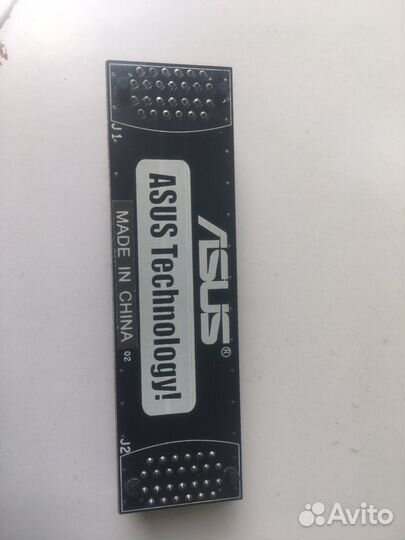 J1
ASUS®
ASUS Technology!
MADE IN CHINA
02
J2
Avito